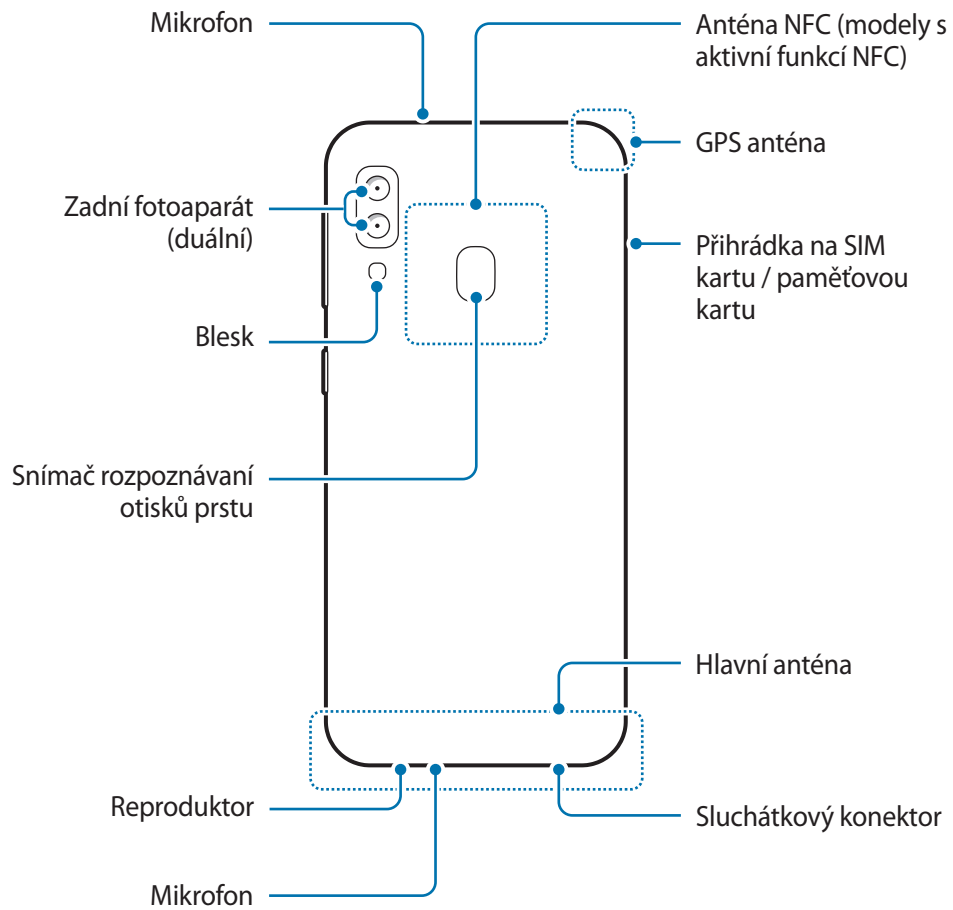 Mikrofon
Anténa NFC (modely s
aktivní funkcí NFC)
GPS anténa
Zadní fotoaparát
(duální)
Přihrádka na SIM
kartu / paměťovou
kartu
Blesk
Snímač rozpoznávaní
otisků prstu
Hlavní anténa
Reproduktor
Sluchátkový konektor
Mikrofon